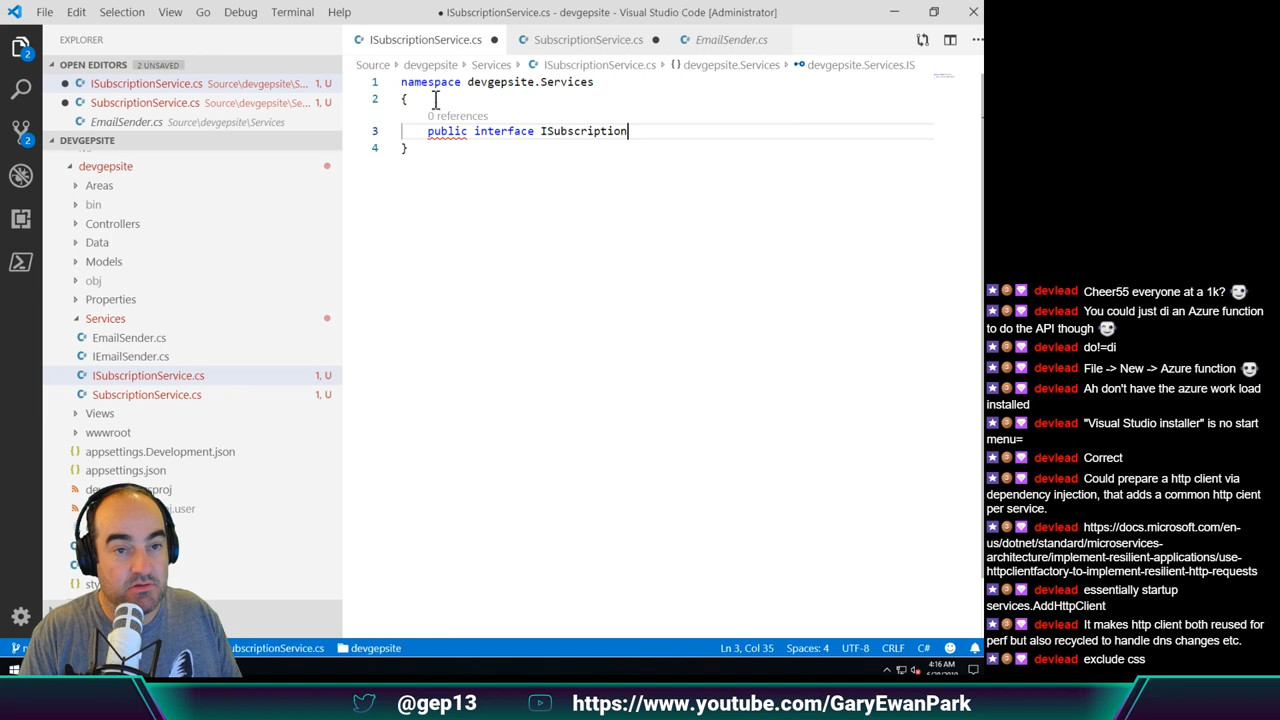 File Edit Selection View Go Debug Terminal Help
● ISubscriptionService.cs - devgepsite - Visual Studio Code [Administrator]
EXPLORER
ISubscriptionService.cs
SubscriptionService.cs
EmailSender.cs
OPEN EDITORS 2 UNSAVED
ISubscriptionService.cs Source\devgepsite\S... 1, U
SubscriptionService.cs Source\devgepsite\Se... 1, U
EmailSender.cs Source\devgepsite\Services
DEVGEPSITE
devgepsite
Areas
bin
Controllers
Data
Models
obj
Properties
Services
EmailSender.cs
IEmailSender.cs
ISubscriptionService.cs 1, U
SubscriptionService.cs 1, U
Views
wwwroot
appsettings.Development.json
appsettings.json
Source devgepsite Services ISubscriptionService.cs {} devgepsite.Services devgepsite.Services.IS
1 namespace devgepsite.Services
2 {
0 references
3 public interface ISubscription
4 }
ubscriptionService.cs devgepsite
Ln 3, Col 35 Spaces: 4 UTF-8 CRLF C#
4:16 AM
devlead Cheer55 everyone at a 1k?
devlead You could just di an Azure function
to do the API though
devlead do!=di
devlead File -> New -> Azure function
devlead Ah don't have the azure work load
installed
devlead "Visual Studio installer" is no start
menu=
devlead Correct
devlead Could prepare a http client via
dependency injection, that adds a common http cient
per service.
devlead https://docs.microsoft.com/en-
us/dotnet/standard/microservices-
architecture/implement-resilient-applications/use-
httpclientfactory-to-implement-resilient-http-requests
devlead essentially startup
services.AddHttpClient
devlead It makes http client both reused for
perf but also recycled to handle dns changes etc.
devlead exclude css
@gep13
https://www.youtube.com/GaryEwanPark